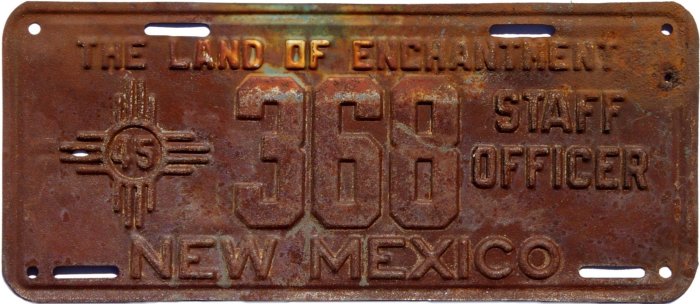 THE LAND OF ENCHANTMENT
45
368
STAFF
OFFICER
NEW MEXICO